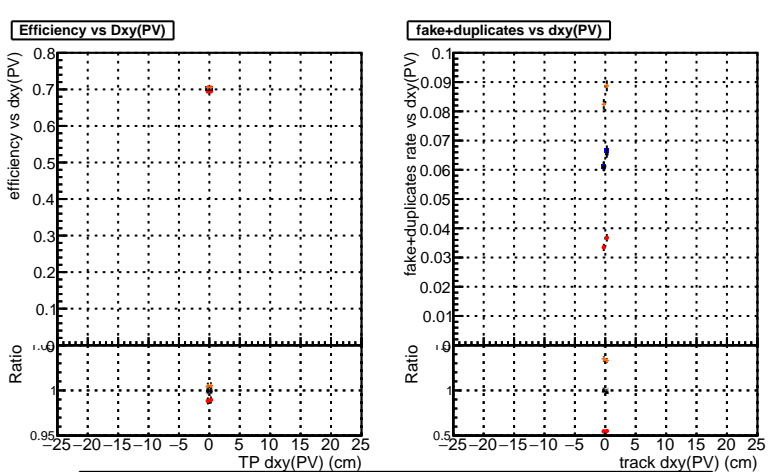 Efficiency vs Dxy(PV)
efficiency vs dxy(PV)
0.8
0.7
0.6
0.5
0.4
0.3
0.2
0.1
0
Ratio
1
0.95
−25 −20 −15 −10 −5 0 5 10 15 20 25
TP dxy(PV) (cm)
fake+duplicates vs dxy(PV)
fake+duplicates rate vs dxy(PV)
0.1
0.09
0.08
0.07
0.06
0.05
0.04
0.03
0.02
0.01
0
Ratio
1
0.5
−25 −20 −15 −10 −5 0 5 10 15 20 25
track dxy(PV) (cm)